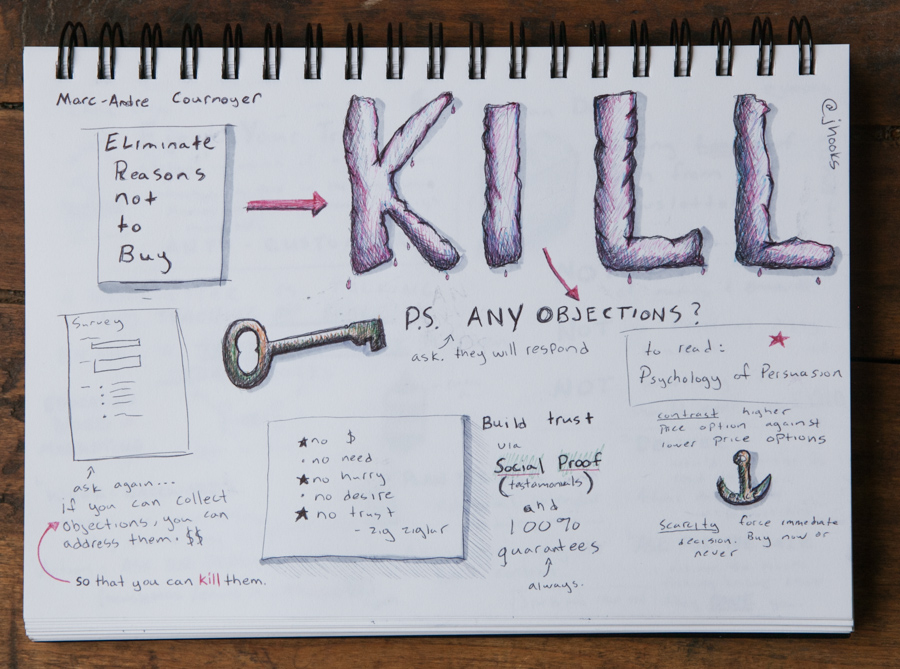 Marc-Andre Cournoyer
@jhooks
ELiminate
Reasons
not
to
Buy
KILL
P.S. ANY OBJECTIONS?
ask. they will respond
Survey
ask again...
if you can collect
objections, you can
address them. $$
so that you can kill them.
★no $
• no need
★no hurry
• no desire
★ no trust
- zig ziglar
Build trust
via
Social Proof
(testamonials)
and
100%
guarantees
always.
to read:
Psychology of Persuasion
contrast higher
Price option against
lower price options
Scarcity force immediate
decision. Buy now or
never